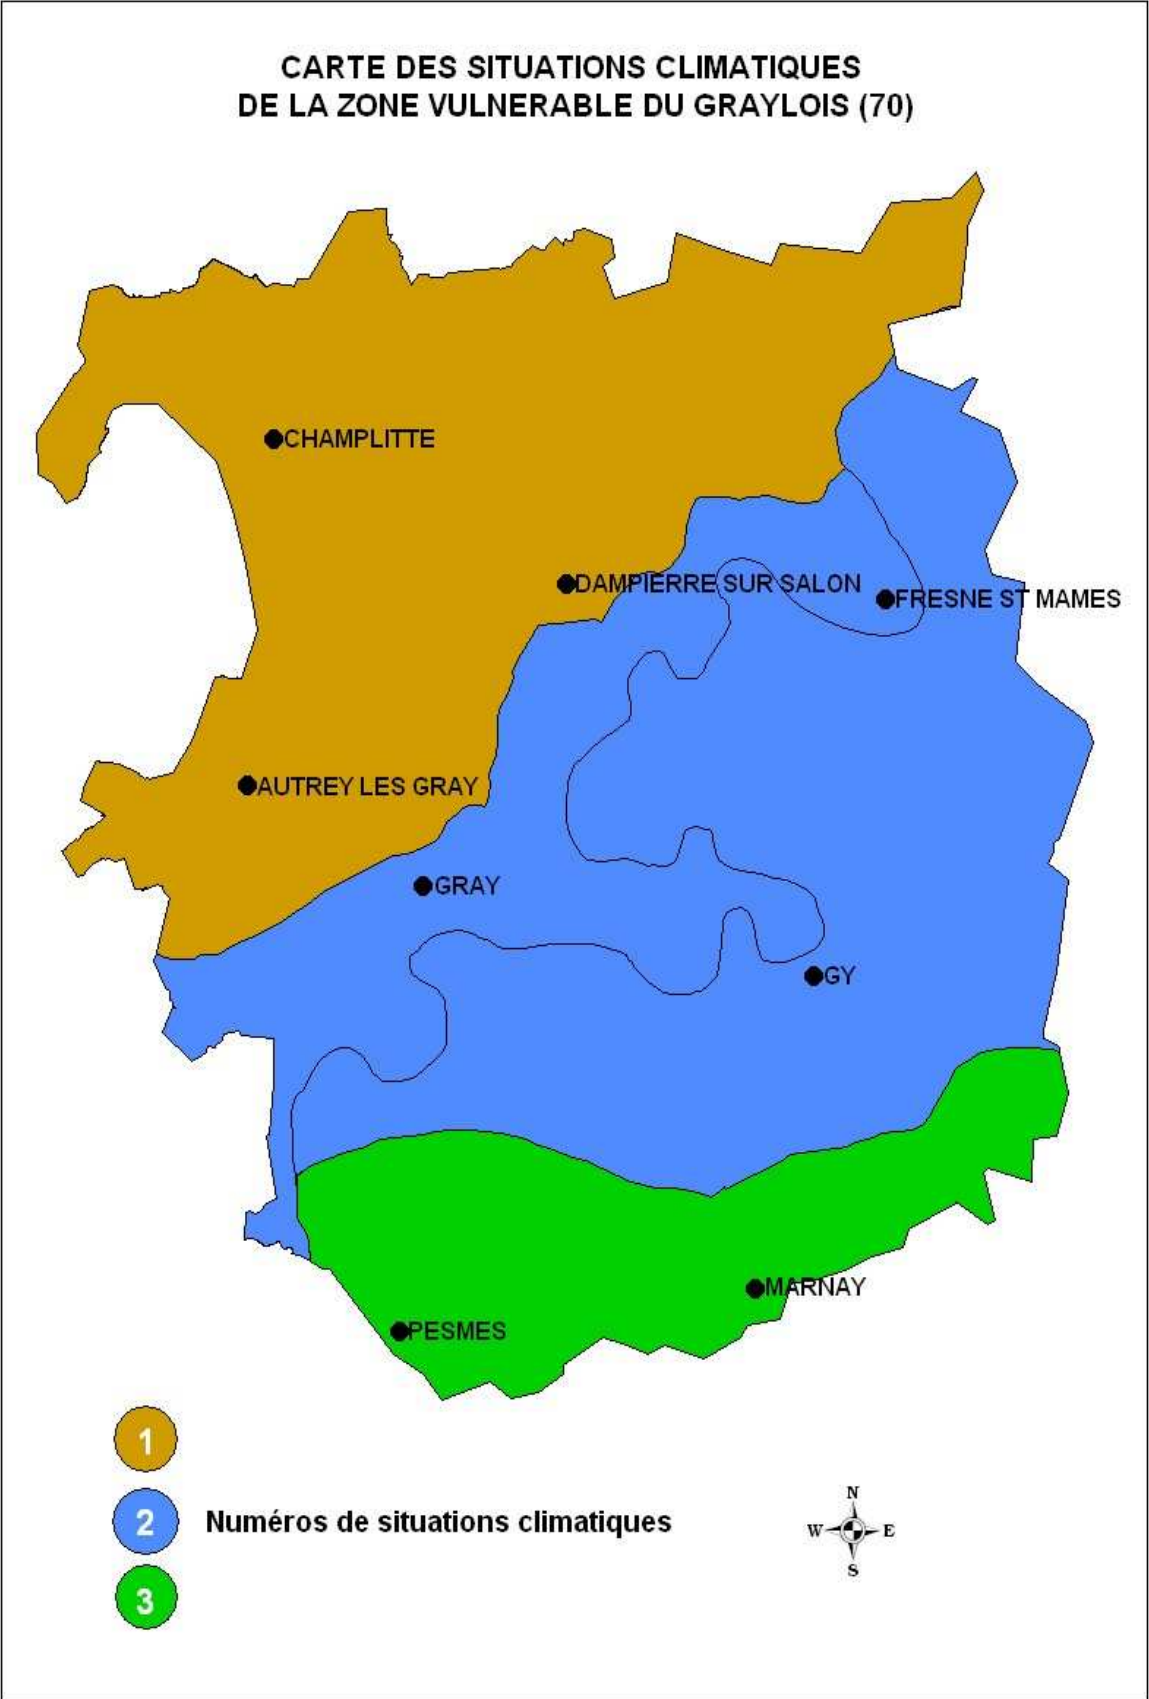 CARTE DES SITUATIONS CLIMATIQUES
DE LA ZONE VULNERABLE DU GRAYLOIS (70)
CHAMPLITTE
DAMPIERRE SUR SALON
FRESNE ST MAMES
AUTREY LES GRAY
GRAY
GY
MARNAY
PESMES
1
2 Numéros de situations climatiques
3
N
W E
S